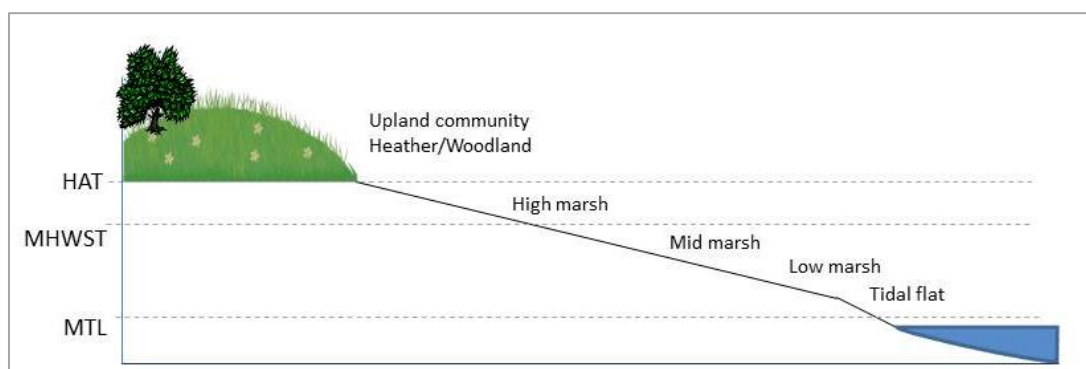 Upland community
Heather/Woodland
HAT
High marsh
MHWST
Mid marsh
Low marsh
Tidal flat
MTL